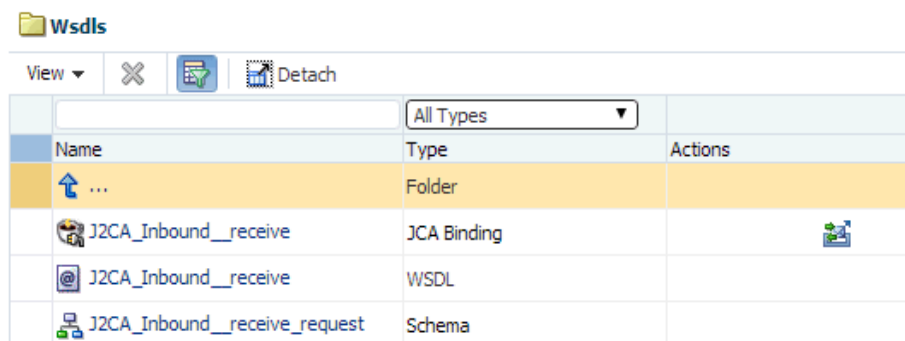 Wsdls
View Detach
All Types
Name Type Actions
... Folder
J2CA_Inbound__receive JCA Binding
J2CA_Inbound__receive WSDL
J2CA_Inbound__receive_request Schema